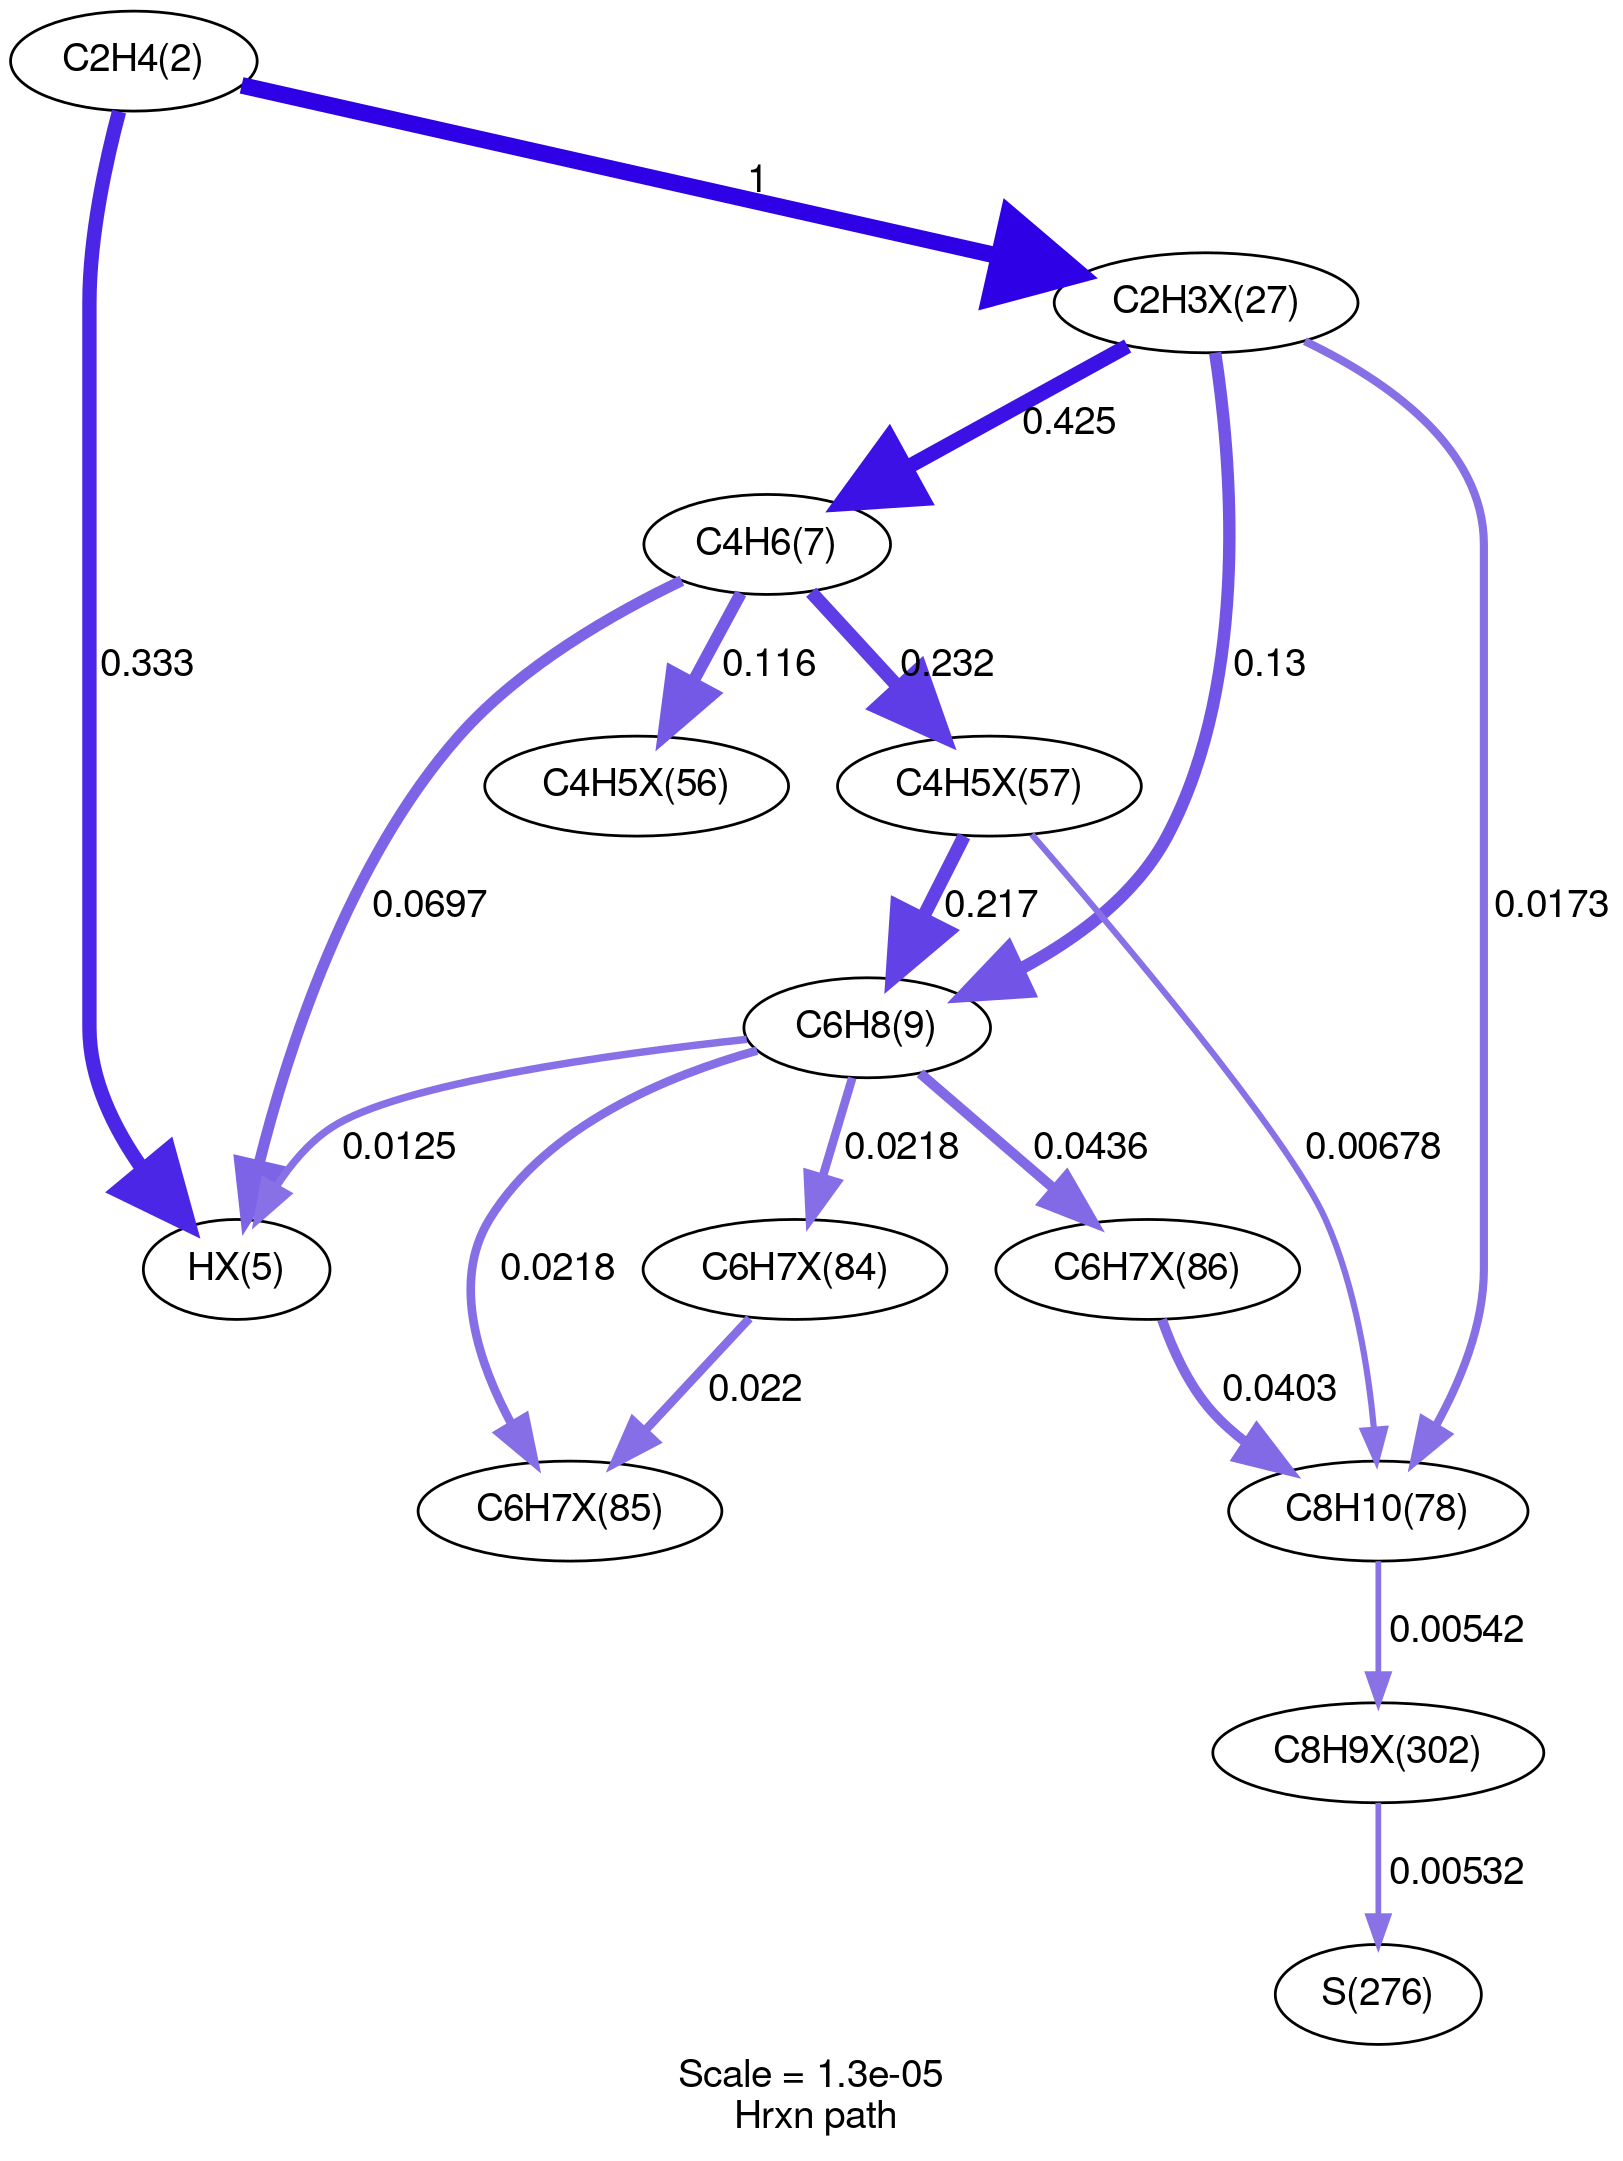 C2H4(2)
1
C2H3X(27)
0.425
C4H6(7)
0.333
0.116
0.232
0.13
C4H5X(56)
C4H5X(57)
0.0697
0.217
0.0173
C6H8(9)
0.0125
0.0218
0.0436
0.00678
HX(5)
0.0218
C6H7X(84)
C6H7X(86)
0.022
0.0403
C6H7X(85)
C8H10(78)
0.00542
C8H9X(302)
0.00532
S(276)
Scale = 1.3e-05
Hrxn path